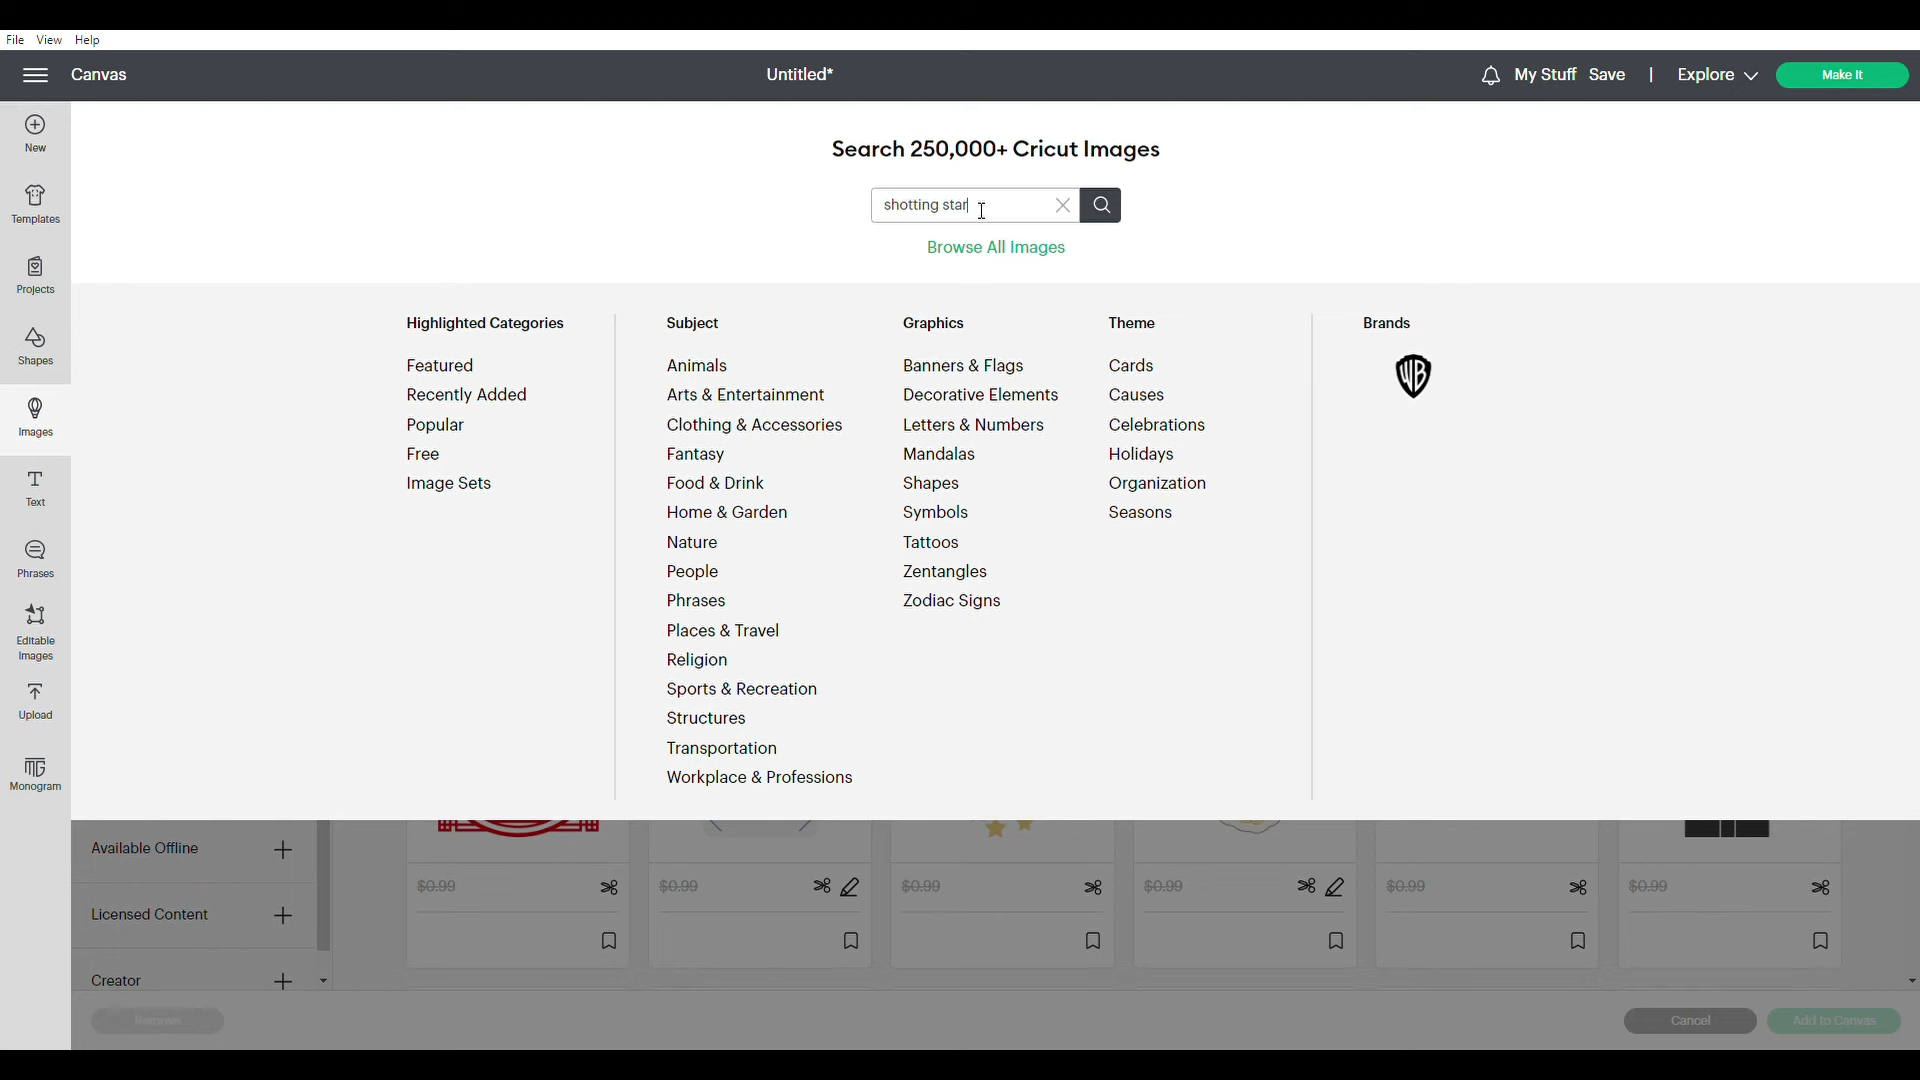 File View Help
Canvas
Untitled*
My Stuff Save | Explore
Make It
New
Templates
Projects
Shapes
Images
Text
Phrases
Editable
Images
Upload
Monogram
Search 250,000+ Cricut Images
shotting star
Browse All Images
Highlighted Categories
Featured
Recently Added
Popular
Free
Image Sets
Subject
Animals
Arts & Entertainment
Clothing & Accessories
Fantasy
Food & Drink
Home & Garden
Nature
People
Phrases
Places & Travel
Religion
Sports & Recreation
Structures
Transportation
Workplace & Professions
Graphics
Banners & Flags
Decorative Elements
Letters & Numbers
Mandalas
Shapes
Symbols
Tattoos
Zentangles
Zodiac Signs
Theme
Cards
Causes
Celebrations
Holidays
Organization
Seasons
Brands
WB
Available Offline
Licensed Content
Creator
$0.99 $0.99 $0.99 $0.99 $0.99 $0.99
Remove
Cancel
Add to Canvas